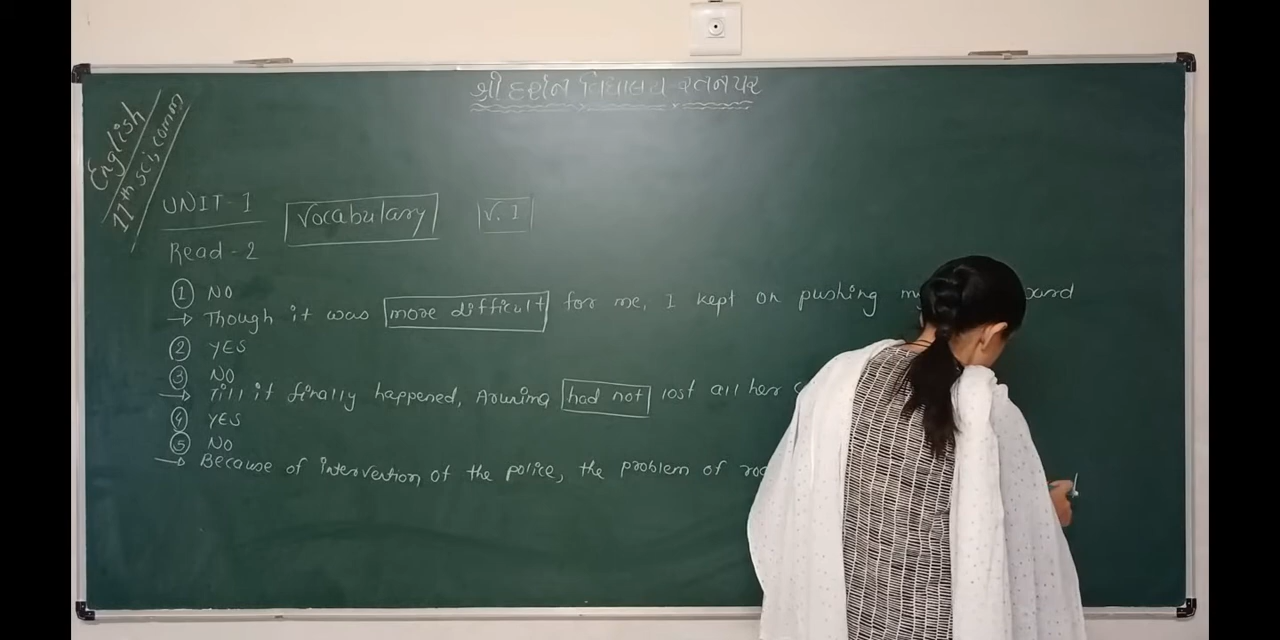 શ્રી દર્શન વિદ્યાલય રતનપર
English
11th sci, comm
UNIT-1
Vocabulary
V. 1
Read-2
① NO
→ Though it was more difficult for me, I kept on pushing
② YES
③ NO
→ Till it finally happened, Arunima had not lost all her
④ YES
⑤ NO
→ Because of intervention of the police, the problem of